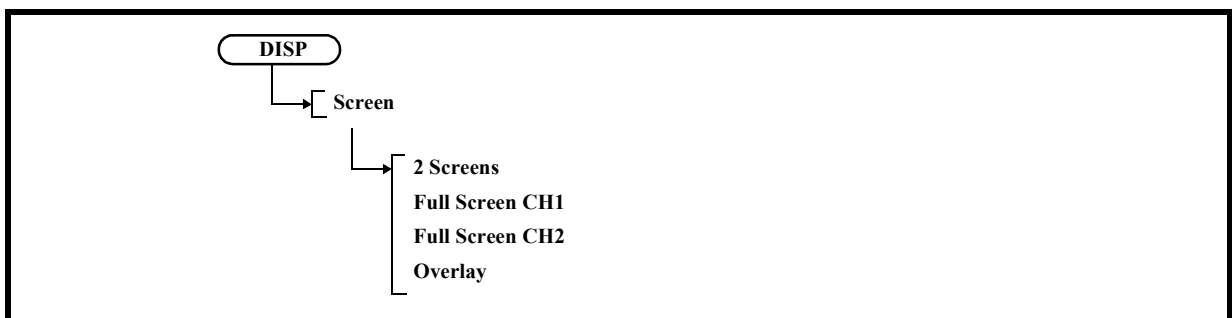 DISP
Screen
2 Screens
Full Screen CH1
Full Screen CH2
Overlay